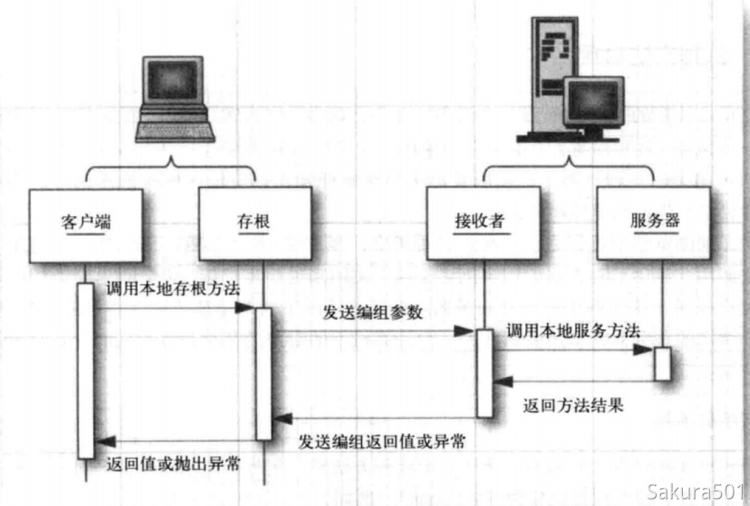 客户端
存根
接收者
服务器
调用本地存根方法
发送编组参数
调用本地服务方法
返回方法结果
发送编组返回值或异常
返回值或抛出异常
Sakura501